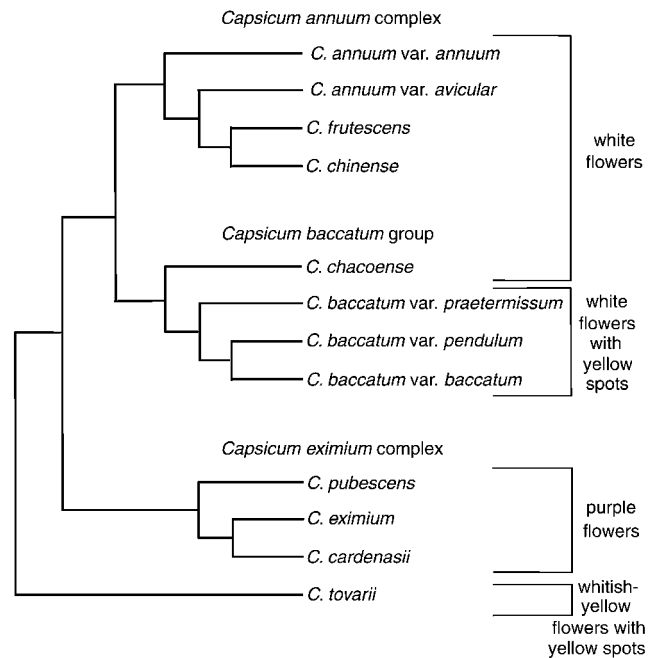 Capsicum annuum complex
C. annuum var. annuum
C. annuum var. avicular
C. frutescens
C. chinense
white
flowers
Capsicum baccatum group
C. chacoense
C. baccatum var. praetermissum
C. baccatum var. pendulum
C. baccatum var. baccatum
white
flowers
with
yellow
spots
Capsicum eximium complex
C. pubescens
C. eximium
C. cardenasii
purple
flowers
C. tovarii
whitish-
yellow
flowers with
yellow spots